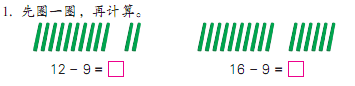 1. 先圈一圈，再计算。
12 - 9 = □ 16 - 9 = □